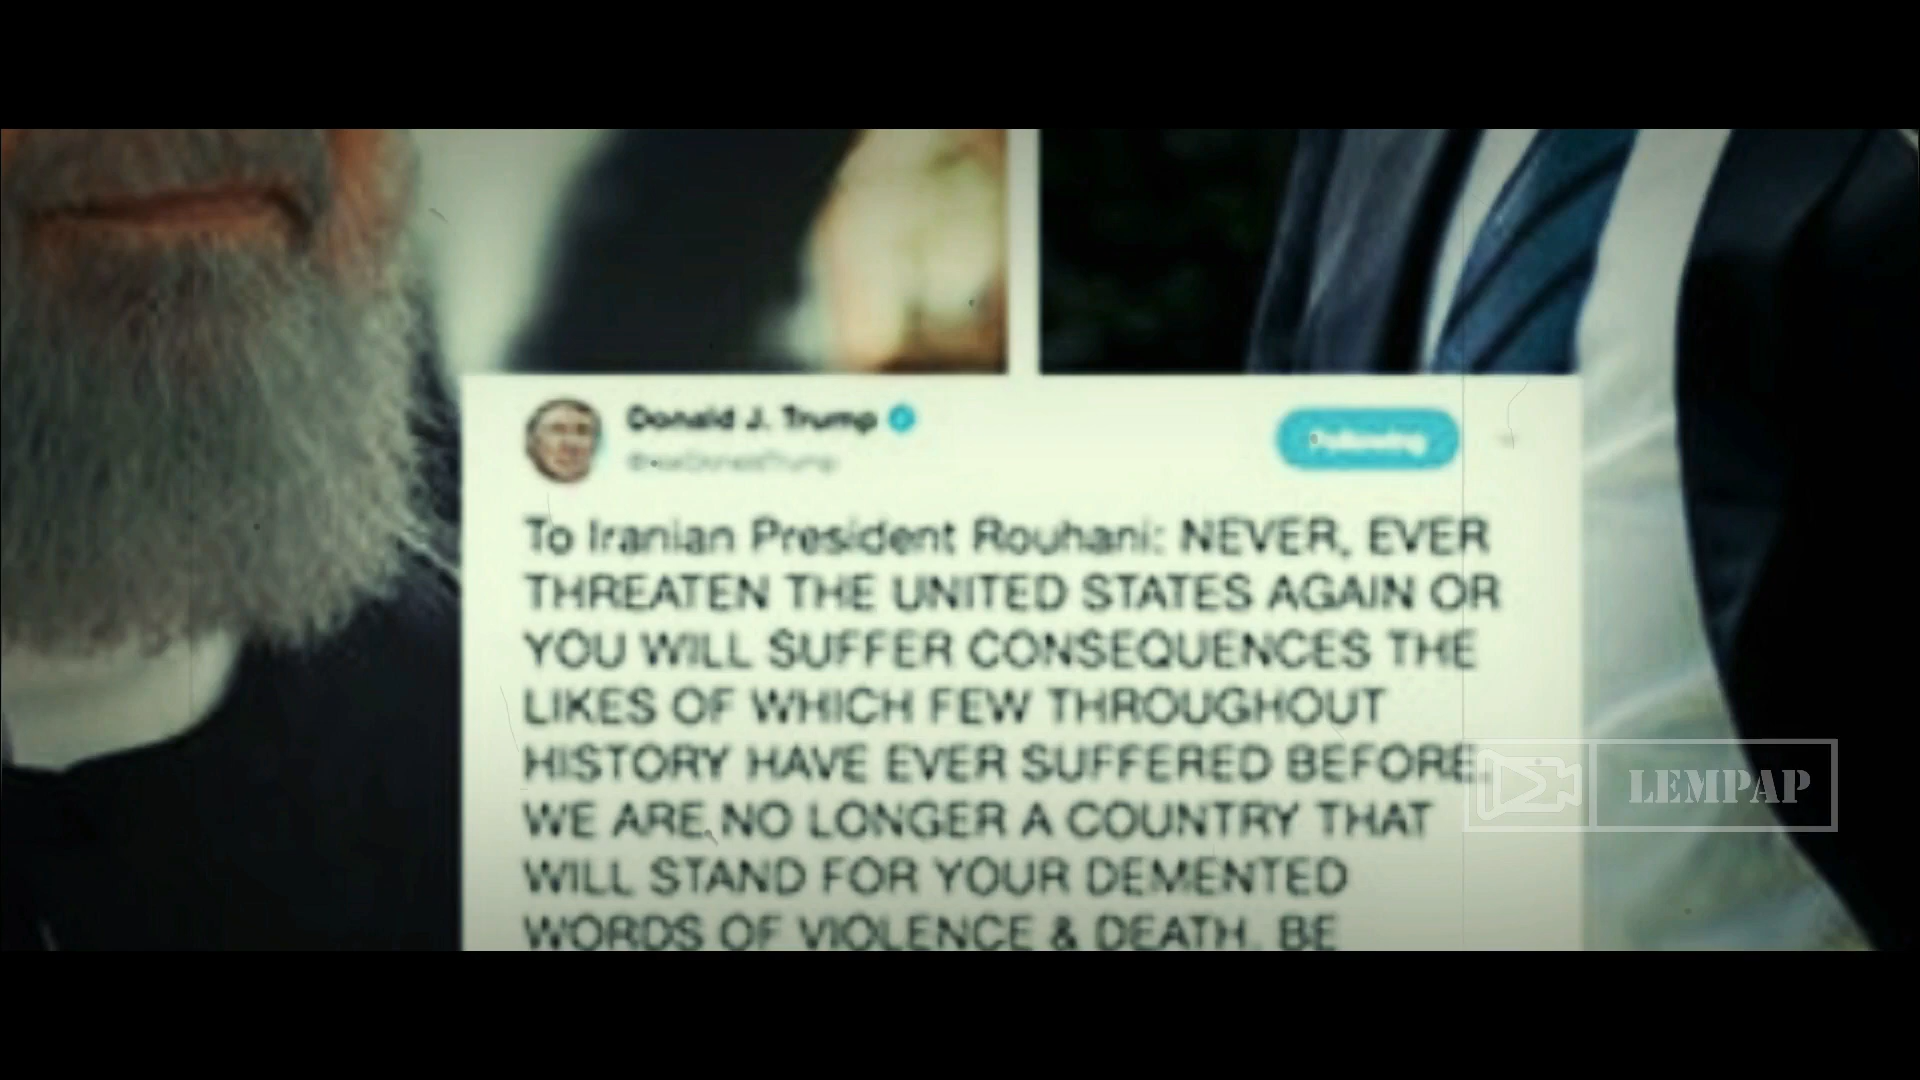 Donald J. Trump
@realDonaldTrump
Following
To Iranian President Rouhani: NEVER, EVER
THREATEN THE UNITED STATES AGAIN OR
YOU WILL SUFFER CONSEQUENCES THE
LIKES OF WHICH FEW THROUGHOUT
HISTORY HAVE EVER SUFFERED BEFORE.
WE ARE NO LONGER A COUNTRY THAT
WILL STAND FOR YOUR DEMENTED
WORDS OF VIOLENCE & DEATH. BE
LEMPAP